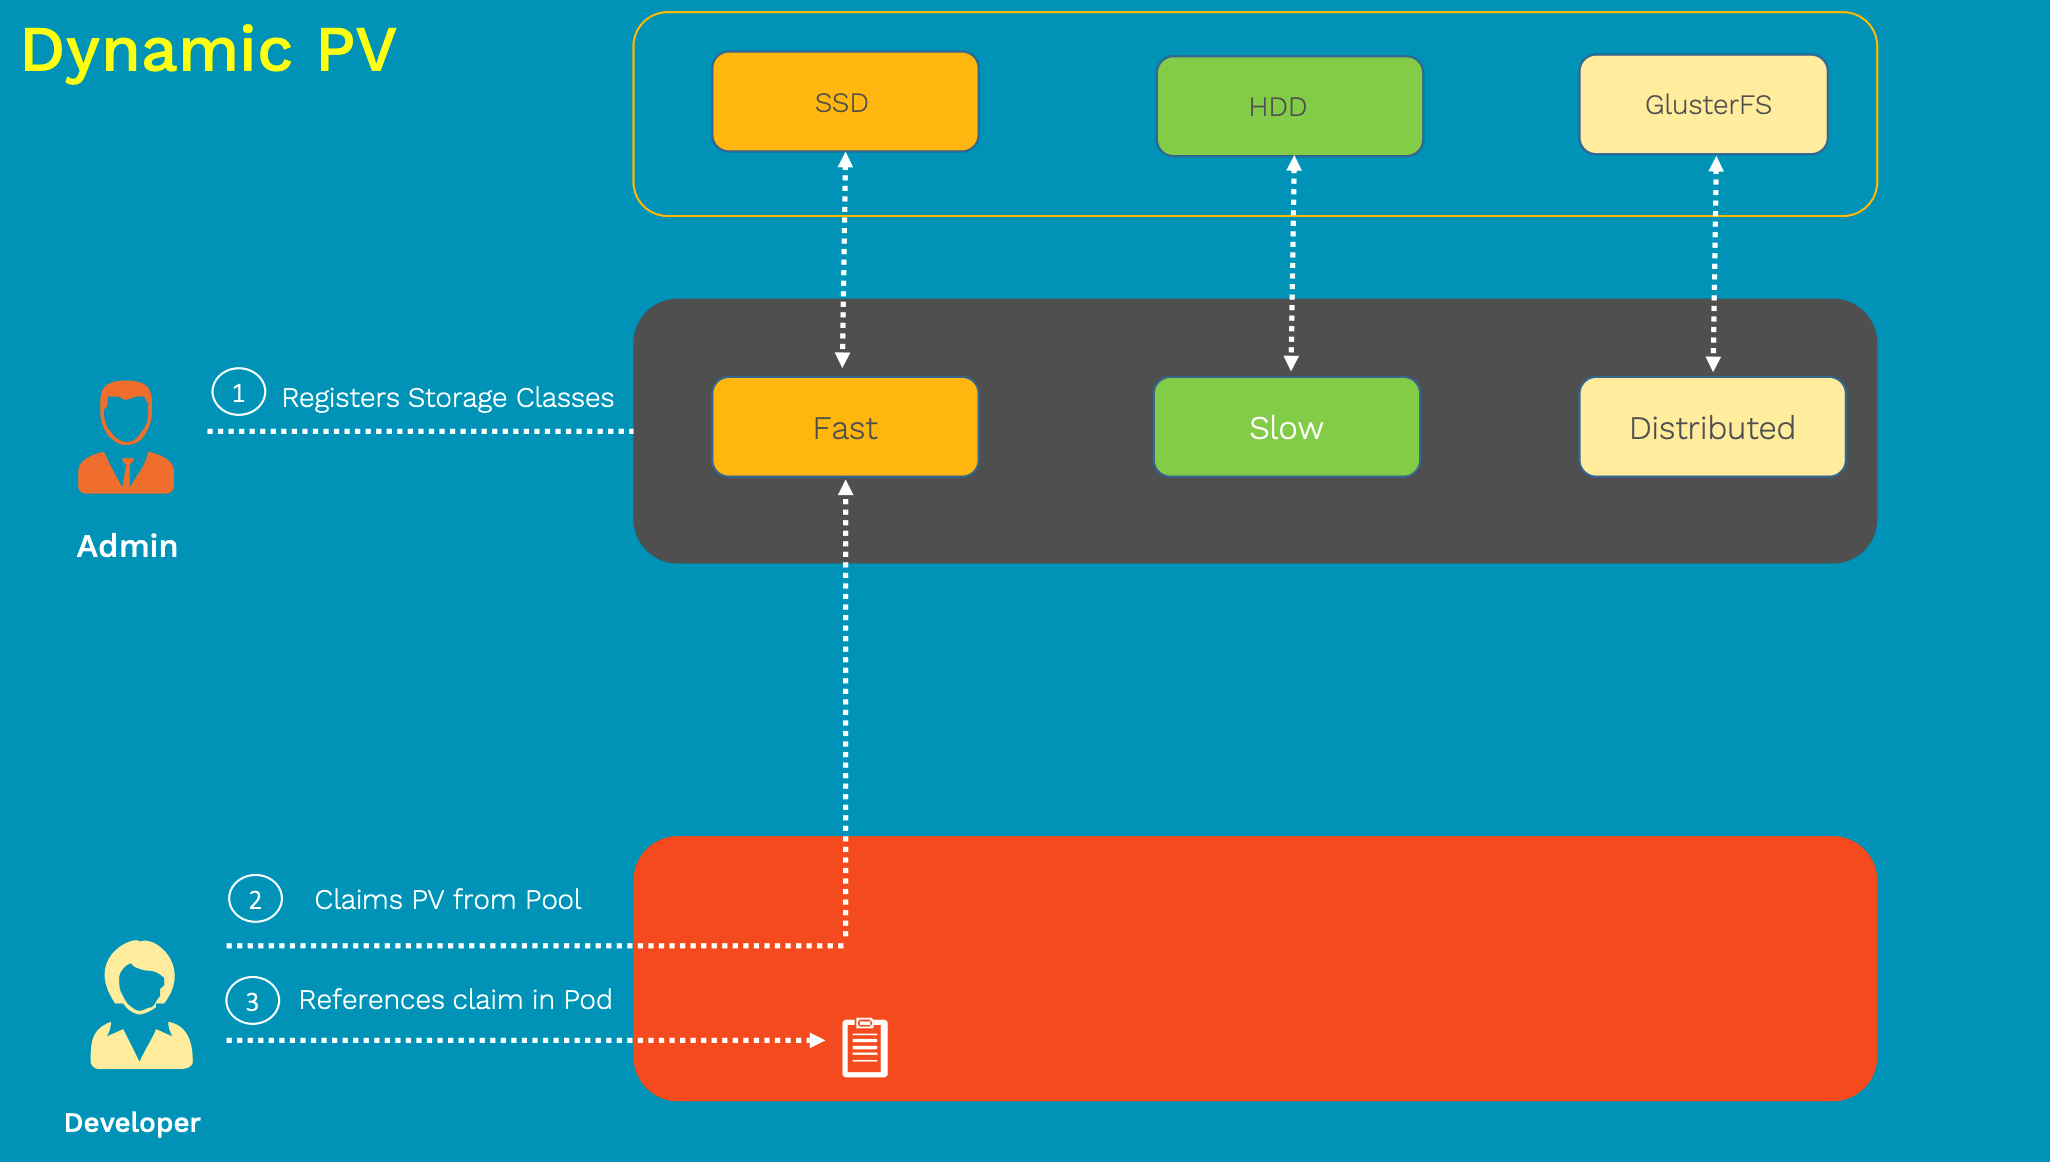 Dynamic PV
SSD
HDD
GlusterFS
1
Registers Storage Classes
Fast
Slow
Distributed
Admin
2
Claims PV from Pool
3
References claim in Pod
Developer